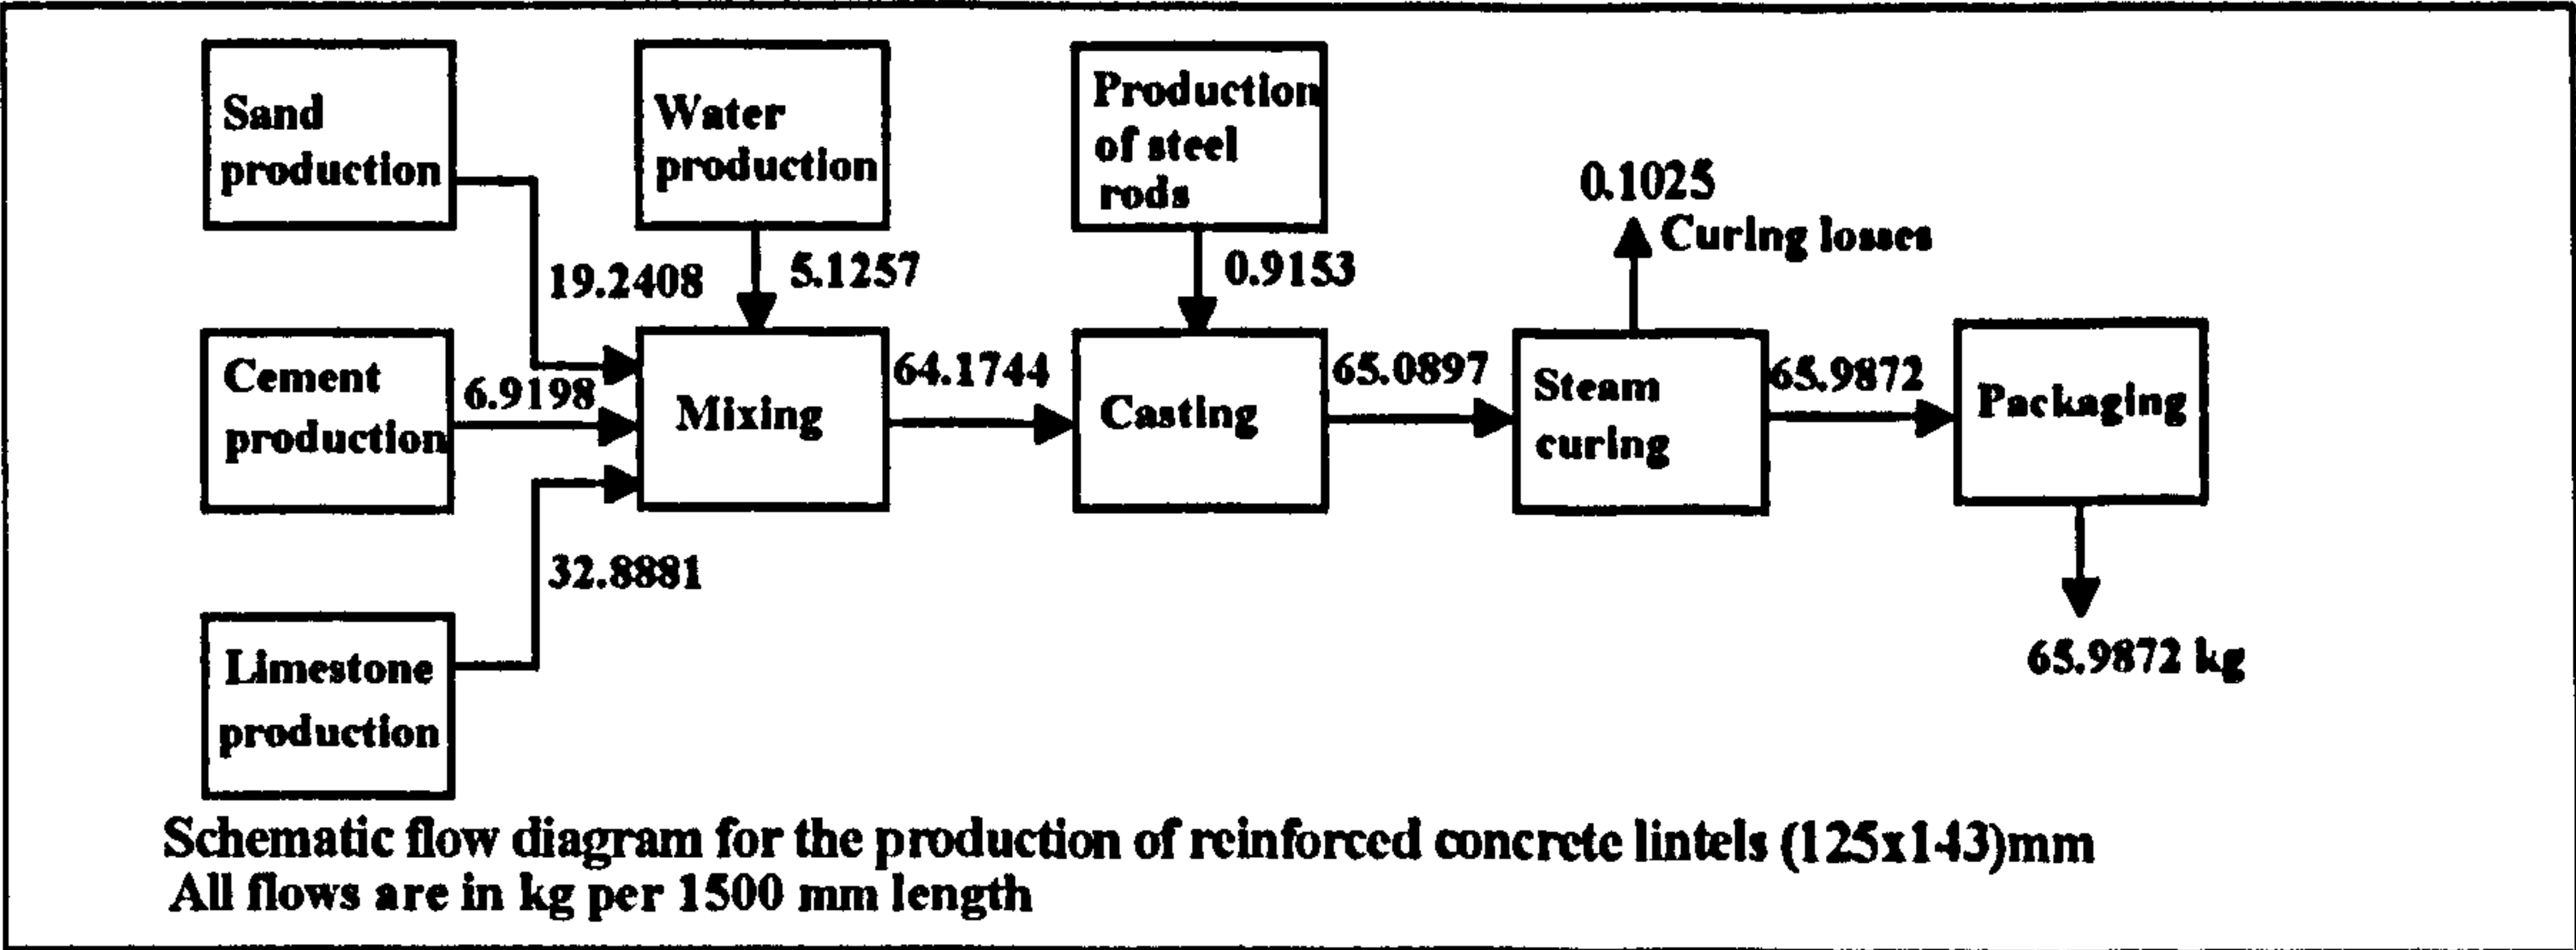 Sand
production
Water
production
Production
of steel
rods
0.1025
Curing losses
19.2408
5.1257
0.9153
Cement
production
6.9198
Mixing
64.1744
Casting
65.0897
Steam
curing
65.9872
Packaging
32.8881
Limestone
production
65.9872 kg
Schematic flow diagram for the production of reinforced concrete lintels (125x143)mm
All flows are in kg per 1500 mm length